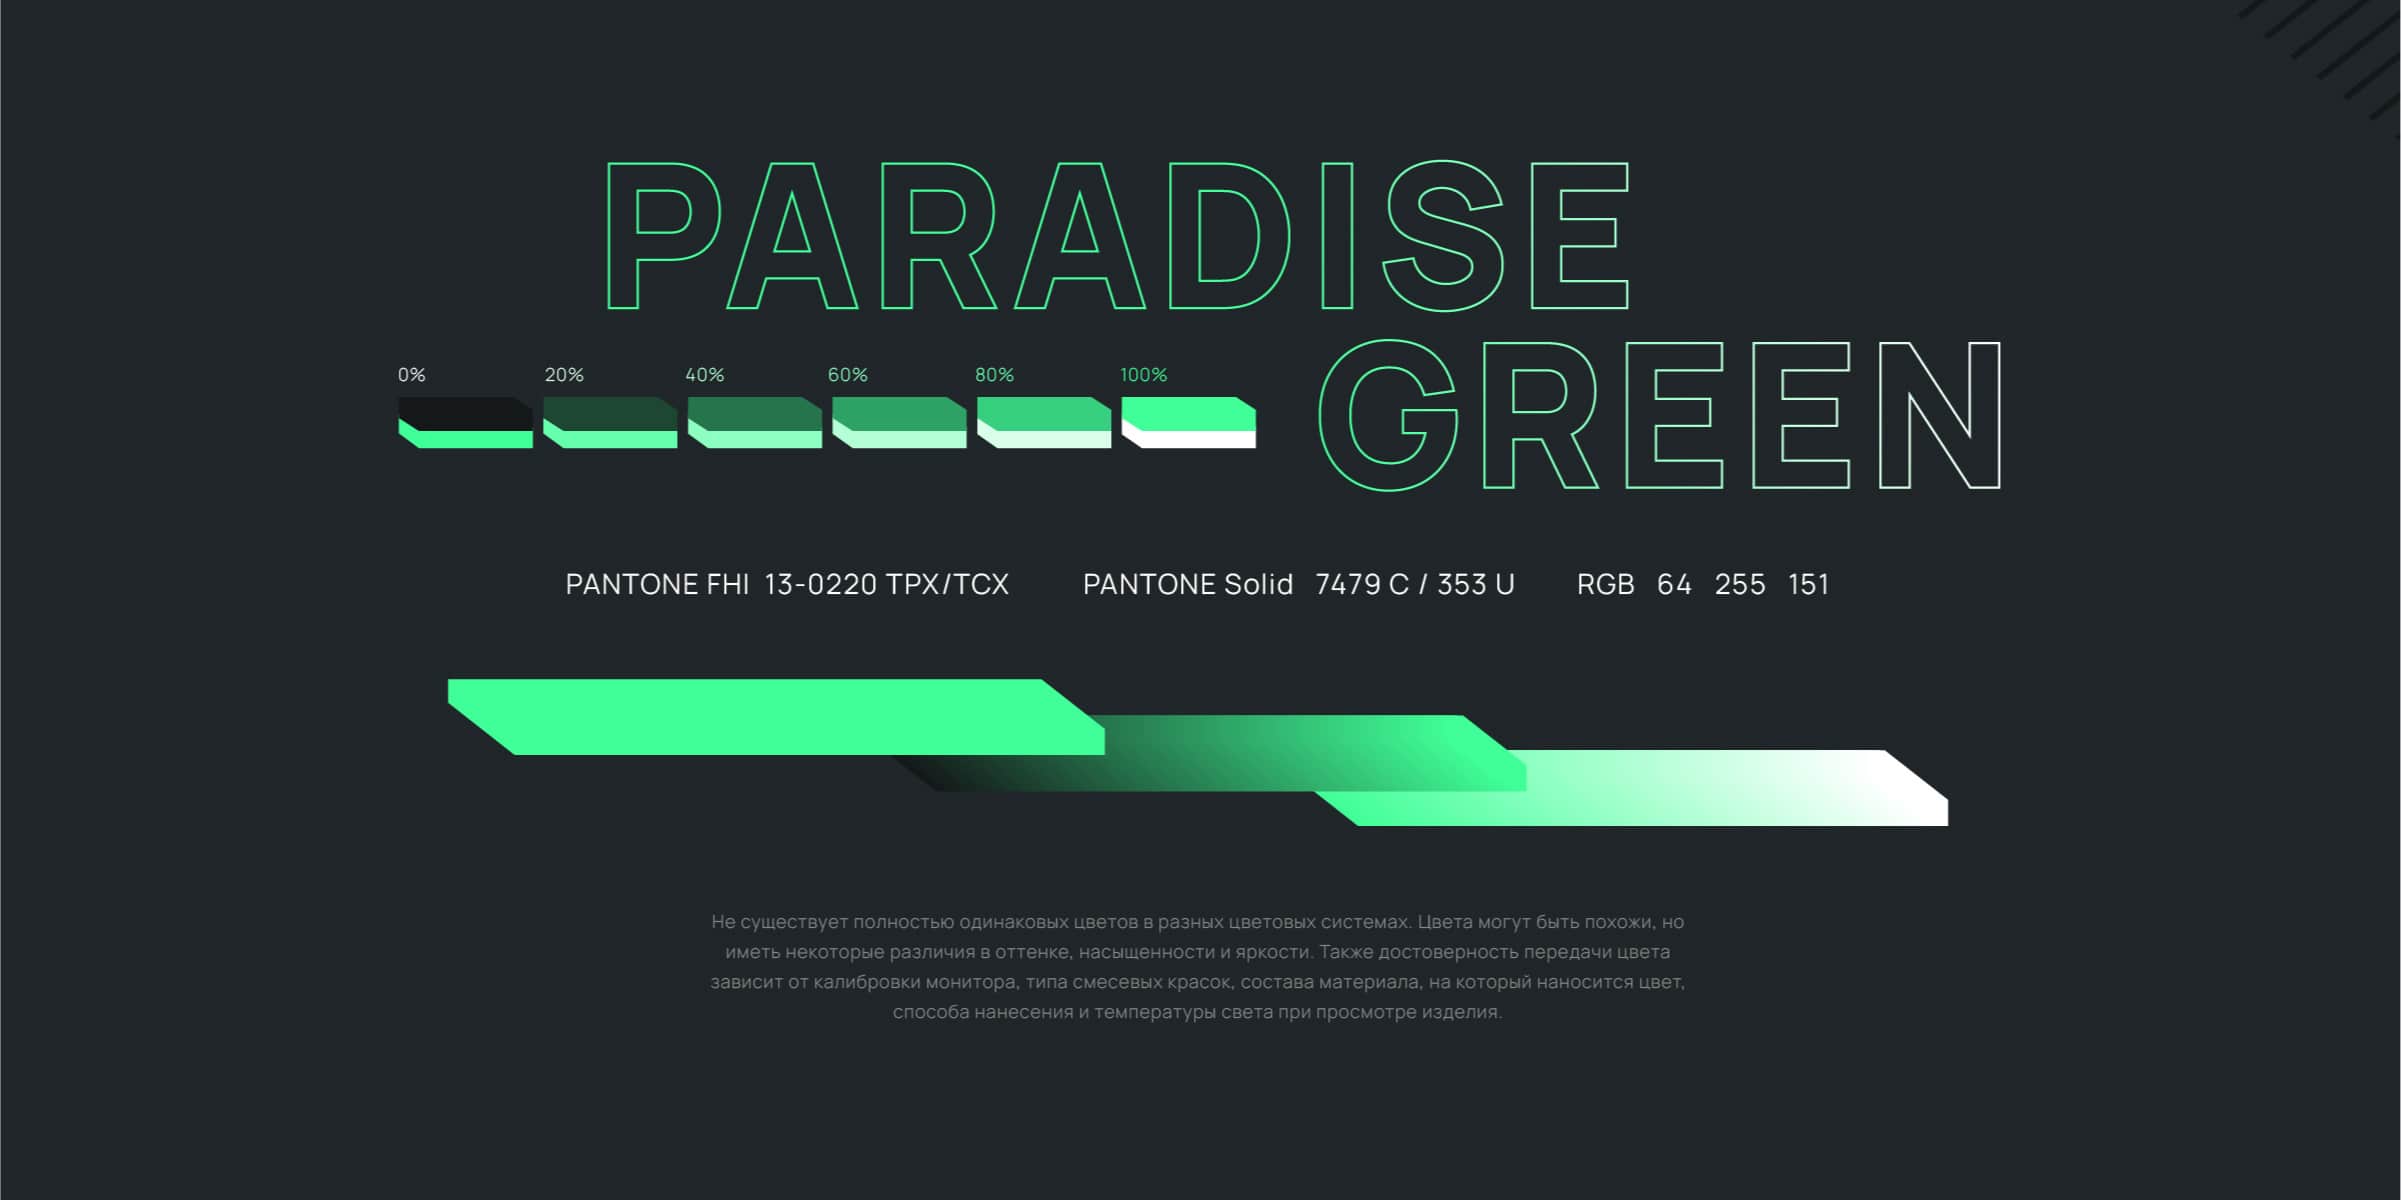 PARADISE
GREEN
0% 20% 40% 60% 80% 100%
PANTONE FHI 13-0220 TPX/TCX PANTONE Solid 7479 C / 353 U RGB 64 255 151
Не существует полностью одинаковых цветов в разных цветовых системах. Цвета могут быть похожи, но
иметь некоторые различия в оттенке, насыщенности и яркости. Также достоверность передачи цвета
зависит от калибровки монитора, типа смесевых красок, состава материала, на который наносится цвет,
способа нанесения и температуры света при просмотре изделия.